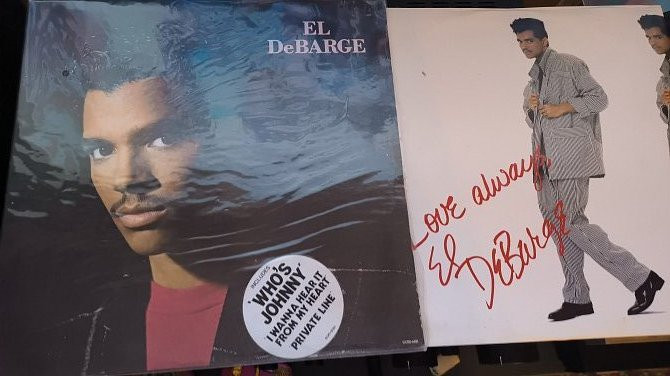 EL
DeBARGE
INCLUDES
'WHO'S
JOHNNY'
'I WANNA HEAR IT
FROM MY HEART
PRIVATE LINE'
Love always
El DeBarge